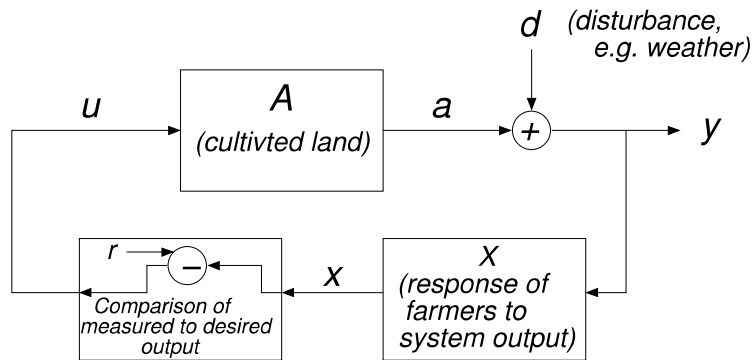 d (disturbance,
e.g. weather)
u
A
(cultivted land)
a
+
y
r
−
Comparison of
measured to desired
output
x
X
(response of
farmers to
system output)